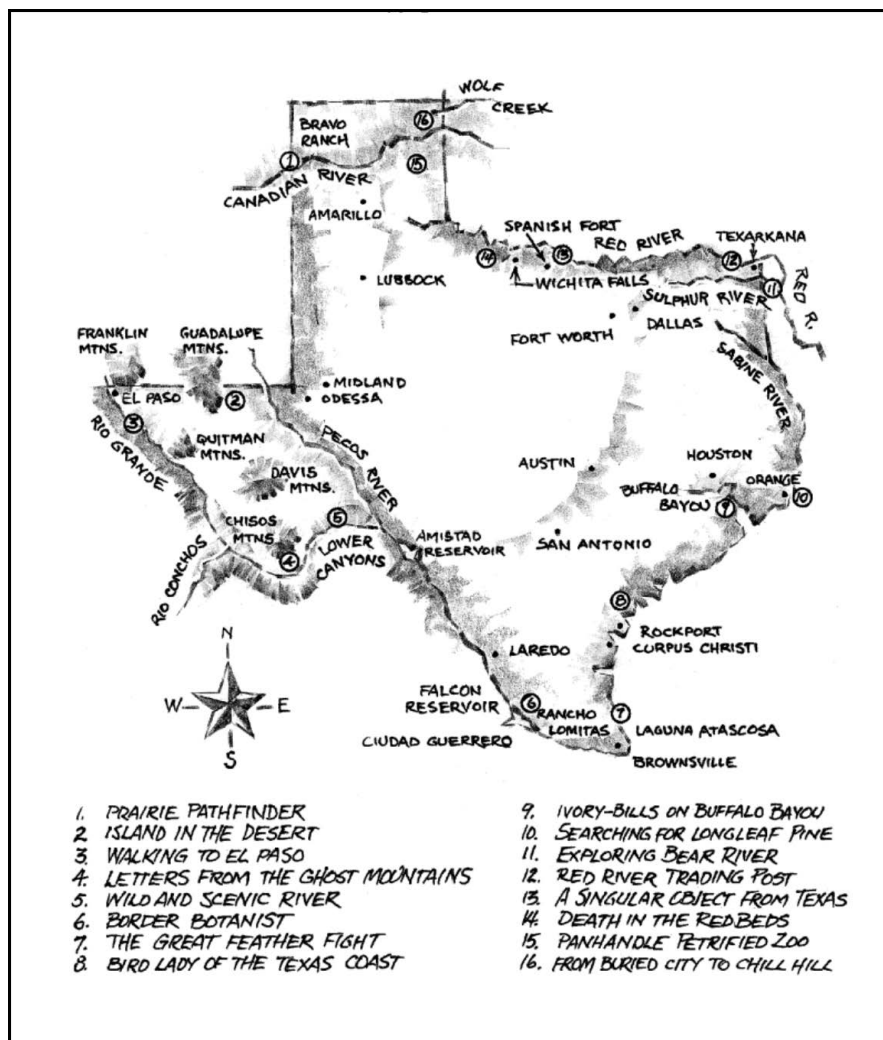 WOLF
CREEK
16
BRAVO
RANCH
1
15
CANADIAN RIVER
AMARILLO
SPANISH FORT
RED RIVER
TEXARKANA
14
13
12
WICHITA FALLS
LUBBOCK
SULPHUR RIVER
11
RED R.
FORT WORTH
DALLAS
FRANKLIN
MTNS.
GUADALUPE
MTNS.
SABINE RIVER
EL PASO
2
MIDLAND
ODESSA
3
RIO GRANDE
QUITMAN
MTNS.
PECOS RIVER
DAVIS
MTNS.
AUSTIN
HOUSTON
ORANGE
BUFFALO
BAYOU
9
10
CHISOS
MTNS
5
LOWER
CANYONS
4
RIO CONCHOS
AMISTAD
RESERVOIR
SAN ANTONIO
8
ROCKPORT
CORPUS CHRISTI
N
W E
S
LAREDO
FALCON
RESERVOIR
6
RANCHO
LOMITAS
7
LAGUNA ATASCOSA
CIUDAD GUERRERO
BROWNSVILLE
1. PRAIRIE PATHFINDER
2 ISLAND IN THE DESERT
3. WALKING TO EL PASO
4. LETTERS FROM THE GHOST MOUNTAINS
5. WILD AND SCENIC RIVER
6. BORDER BOTANIST
7. THE GREAT FEATHER FIGHT
8. BIRD LADY OF THE TEXAS COAST
9. IVORY-BILLS ON BUFFALO BAYOU
10. SEARCHING FOR LONGLEAF PINE
11. EXPLORING BEAR RIVER
12. RED RIVER TRADING POST
13. A SINGULAR OBJECT FROM TEXAS
14. DEATH IN THE RED BEDS
15. PANHANDLE PETRIFIED ZOO
16. FROM BURIED CITY TO CHILL HILL